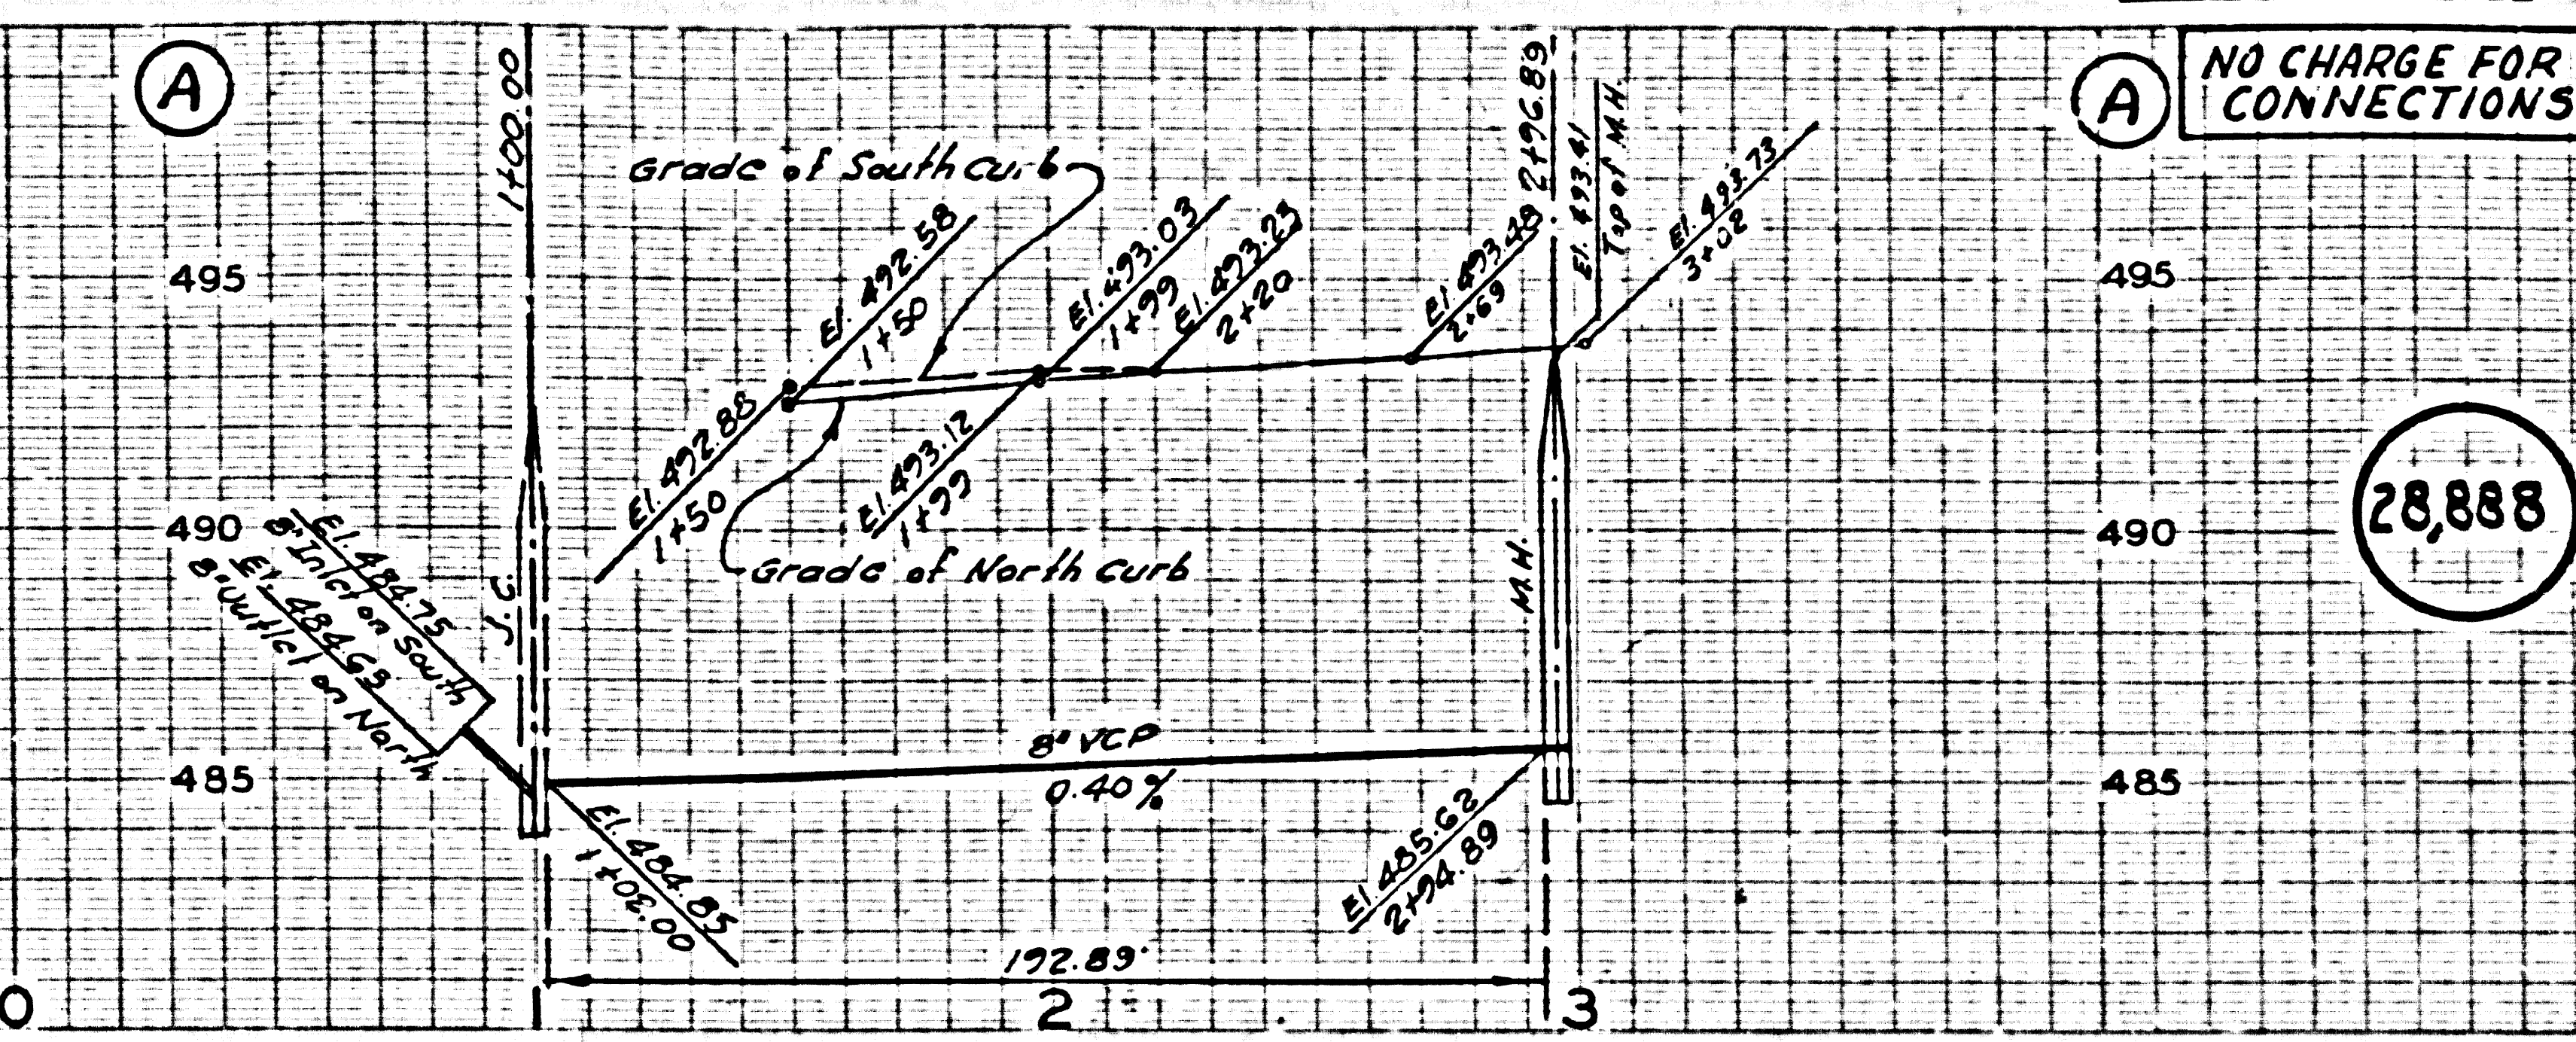 A
1+00.00
Grade of South Curb
El. 492.58
1+50
El. 493.03
1+99
El. 493.23
2+20
El. 493.49
2+69
2+96.89
El. 493.41
Top of M.H.
El. 493.73
3+02
A
NO CHARGE FOR
CONNECTIONS
495
495
El. 492.88
1+50
El. 493.12
1+99
Grade of North Curb
490
490
28,888
El. 484.75
8" Inlet on South
El. 484.65
8" Outlet on North
J.C.
M.H.
8" VCP
0.40%
485
485
El. 484.85
1+02.00
El. 485.62
2+94.89
192.89'
0
1
2
3